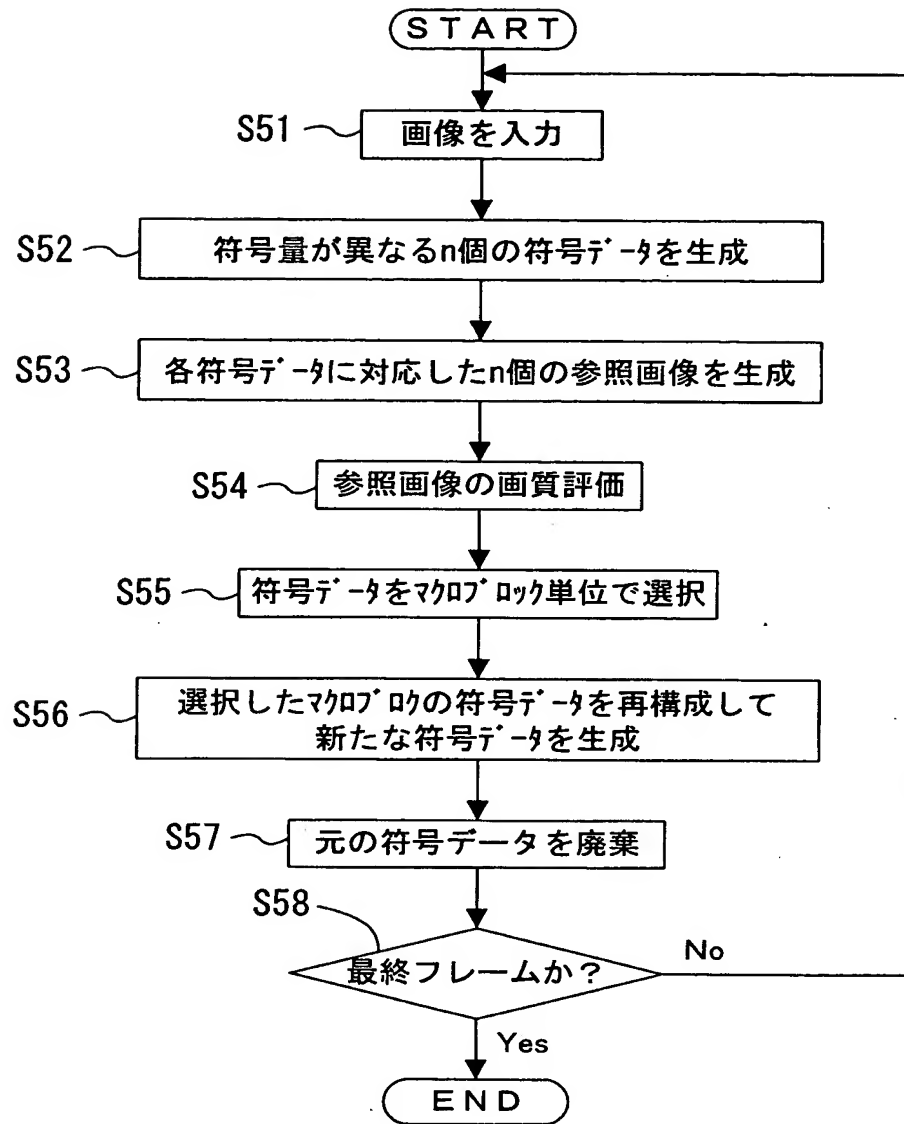 START
S51
画像を入力
S52
符号量が異なるn個の符号ﾃﾞｰﾀを生成
S53
各符号ﾃﾞｰﾀに対応したn個の参照画像を生成
S54
参照画像の画質評価
S55
符号ﾃﾞｰﾀをﾏｸﾛﾌﾞﾛｯｸ単位で選択
S56
選択したﾏｸﾛﾌﾞﾛｸの符号ﾃﾞｰﾀを再構成して
新たな符号ﾃﾞｰﾀを生成
S57
元の符号データを廃棄
S58
最終フレームか？
No
Yes
END